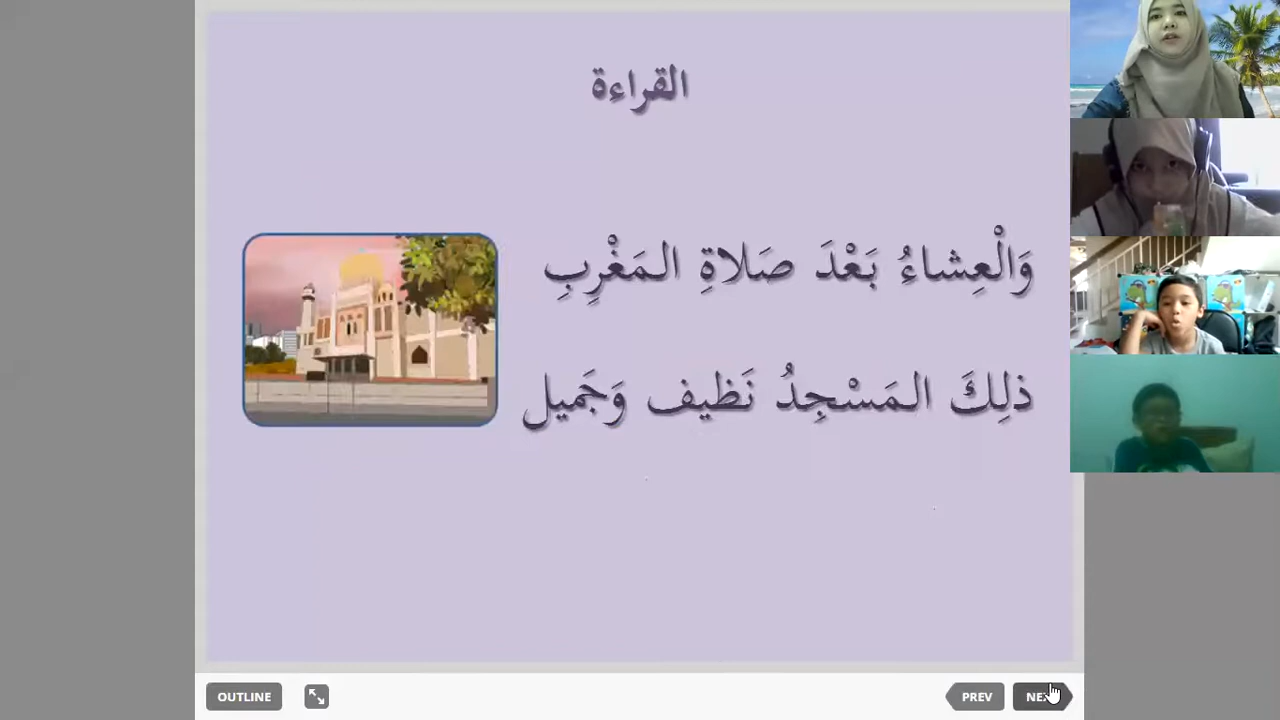 القراءة
وَالْعِشاءُ بَعْدَ صَلاةِ المَغْرِبِ
ذلِكَ المَسْجِدُ نَظيف وَجَميل
OUTLINE
PREV